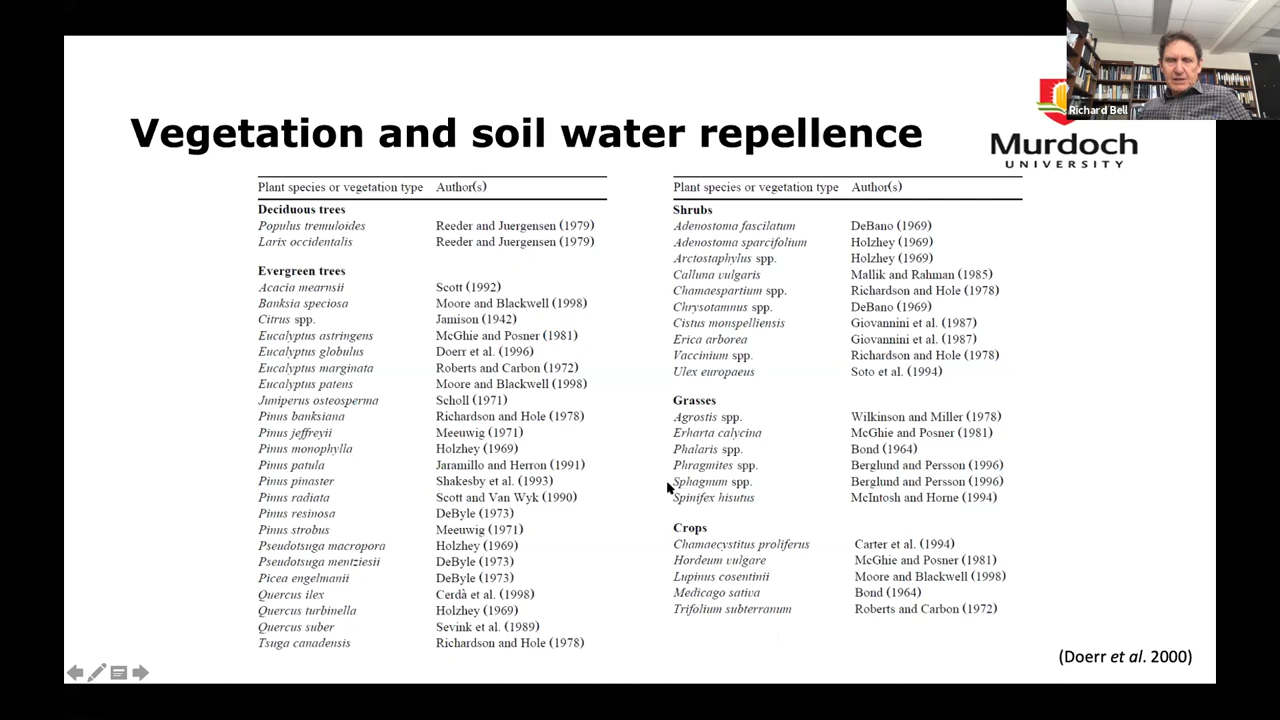 Richard Bell
Vegetation and soil water repellence
Murdoch
UNIVERSITY
Plant species or vegetation type Author(s)
Deciduous trees
Populus tremuloides Reeder and Juergensen (1979)
Larix occidentalis Reeder and Juergensen (1979)
Evergreen trees
Acacia mearnsii Scott (1992)
Banksia speciosa Moore and Blackwell (1998)
Citrus spp. Jamison (1942)
Eucalyptus astringens McGhie and Posner (1981)
Eucalyptus globulus Doerr et al. (1996)
Eucalyptus marginata Roberts and Carbon (1972)
Eucalyptus patens Moore and Blackwell (1998)
Juniperus osteosperma Scholl (1971)
Pinus banksiana Richardson and Hole (1978)
Pinus jeffreyii Meeuwig (1971)
Pinus monophylla Holzhey (1969)
Pinus patula Jaramillo and Herron (1991)
Pinus pinaster Shakesby et al. (1993)
Pinus radiata Scott and Van Wyk (1990)
Pinus resinosa DeByle (1973)
Pinus strobus Meeuwig (1971)
Pseudotsuga macropora Holzhey (1969)
Pseudotsuga mentziesii DeByle (1973)
Picea engelmanii DeByle (1973)
Quercus ilex Cerdà et al. (1998)
Quercus turbinella Holzhey (1969)
Quercus suber Sevink et al. (1989)
Tsuga canadensis Richardson and Hole (1978)
Plant species or vegetation type Author(s)
Shrubs
Adenostoma fascilatum DeBano (1969)
Adenostoma sparcifolium Holzhey (1969)
Arctostaphylus spp. Holzhey (1969)
Calluna vulgaris Mallik and Rahman (1985)
Chamaespartium spp. Richardson and Hole (1978)
Chrysotamnus spp. DeBano (1969)
Cistus monspelliensis Giovannini et al. (1987)
Erica arborea Giovannini et al. (1987)
Vaccinium spp. Richardson and Hole (1978)
Ulex europaeus Soto et al. (1994)
Grasses
Agrostis spp. Wilkinson and Miller (1978)
Erharta calycina McGhie and Posner (1981)
Phalaris spp. Bond (1964)
Phragmites spp. Berglund and Persson (1996)
Sphagnum spp. Berglund and Persson (1996)
Spinifex hisutus McIntosh and Horne (1994)
Crops
Chamaecystitus proliferus Carter et al. (1994)
Hordeum vulgare McGhie and Posner (1981)
Lupinus cosentinii Moore and Blackwell (1998)
Medicago sativa Bond (1964)
Trifolium subterranum Roberts and Carbon (1972)
(Doerr et al. 2000)